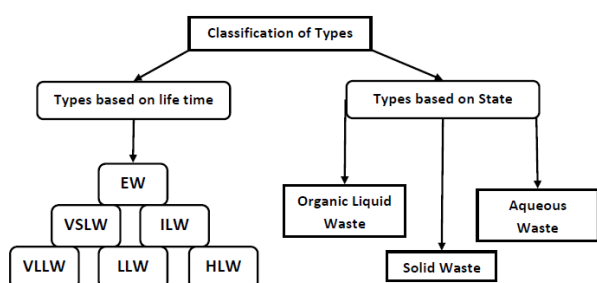 Classification of Types
Types based on life time
Types based on State
EW
VSLW
ILW
VLLW
LLW
HLW
Organic Liquid
Waste
Solid Waste
Aqueous
Waste